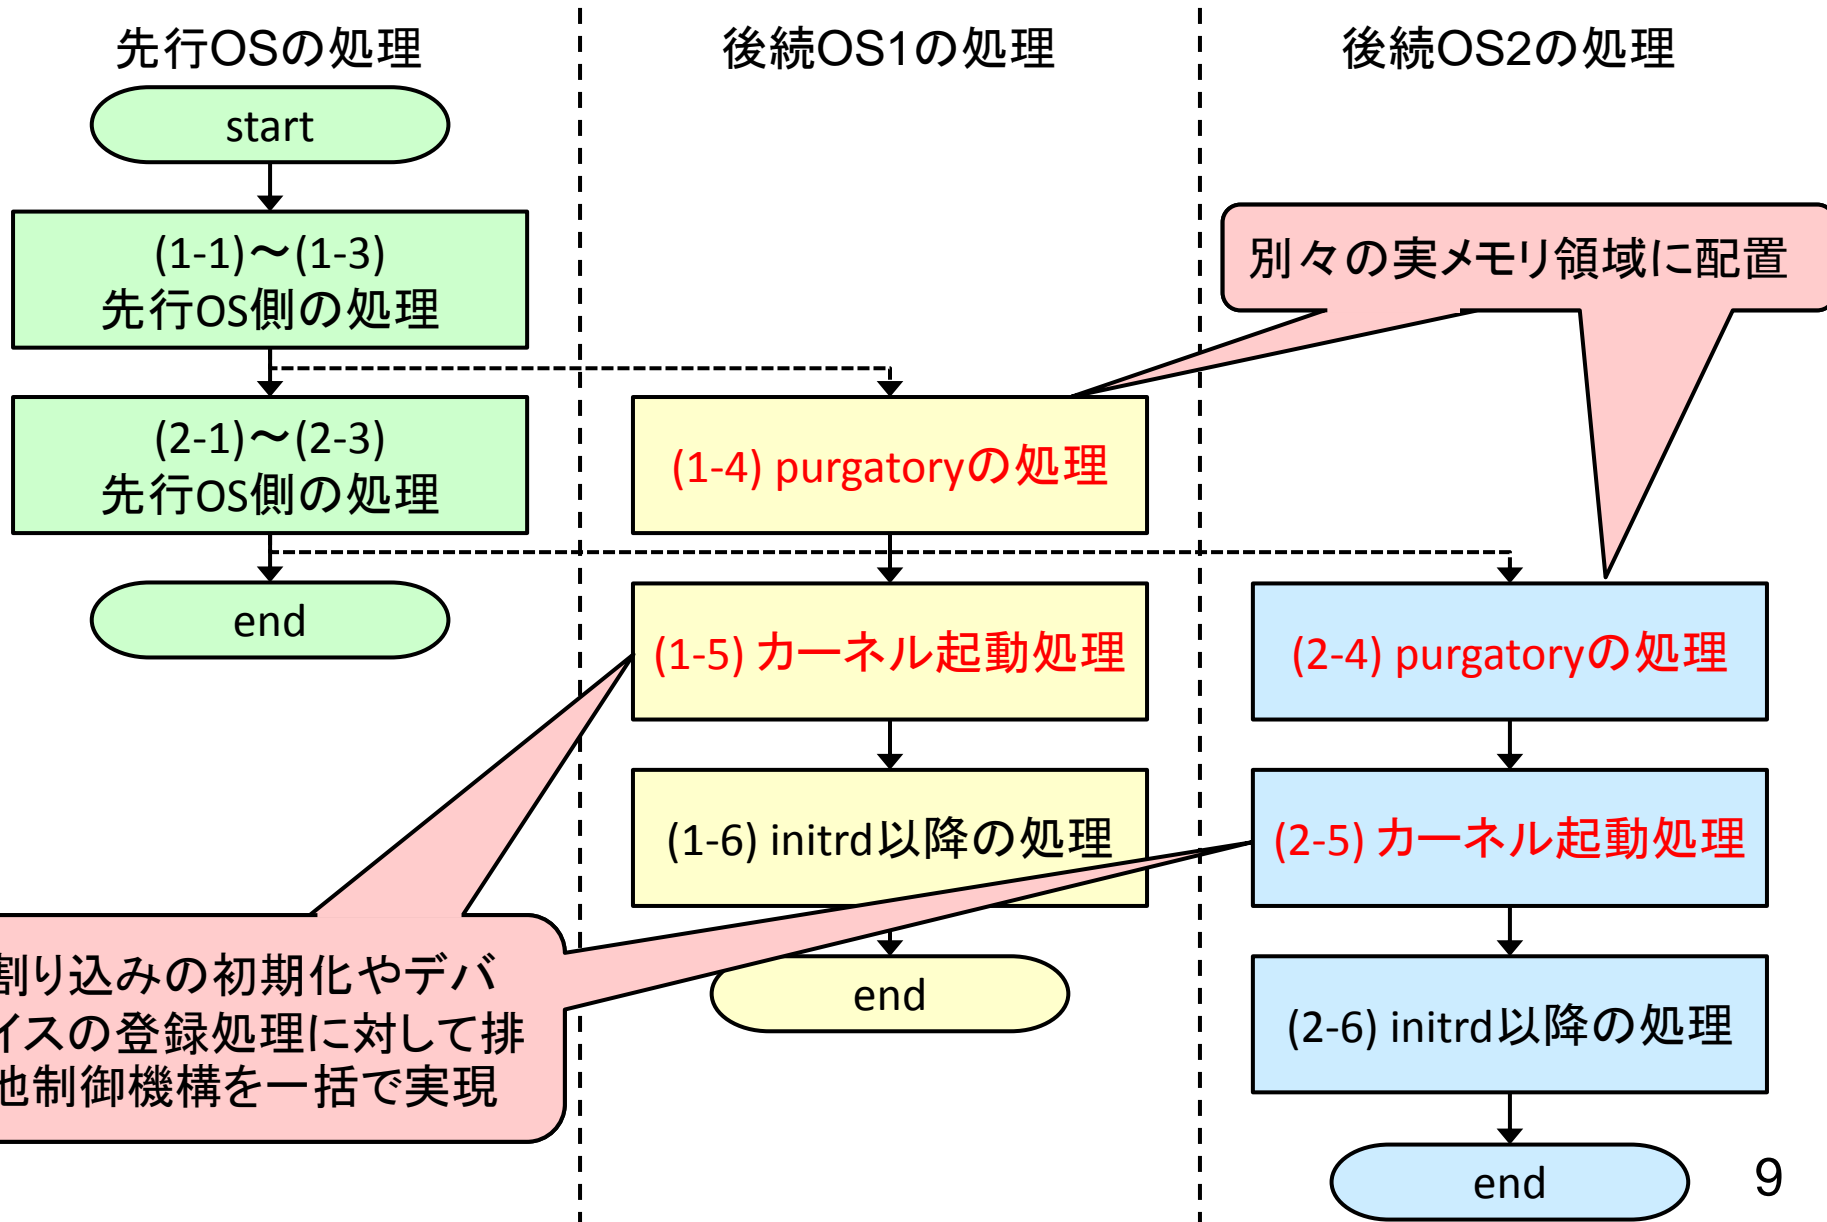 先行OSの処理
start
(1-1)～(1-3)
先行OS側の処理
(2-1)～(2-3)
先行OS側の処理
end
後続OS1の処理
(1-4) purgatoryの処理
(1-5) カーネル起動処理
(1-6) initrd以降の処理
end
後続OS2の処理
別々の実メモリ領域に配置
(2-4) purgatoryの処理
(2-5) カーネル起動処理
(2-6) initrd以降の処理
end
割り込みの初期化やデバ
イスの登録処理に対して排
他制御機構を一括で実現
9